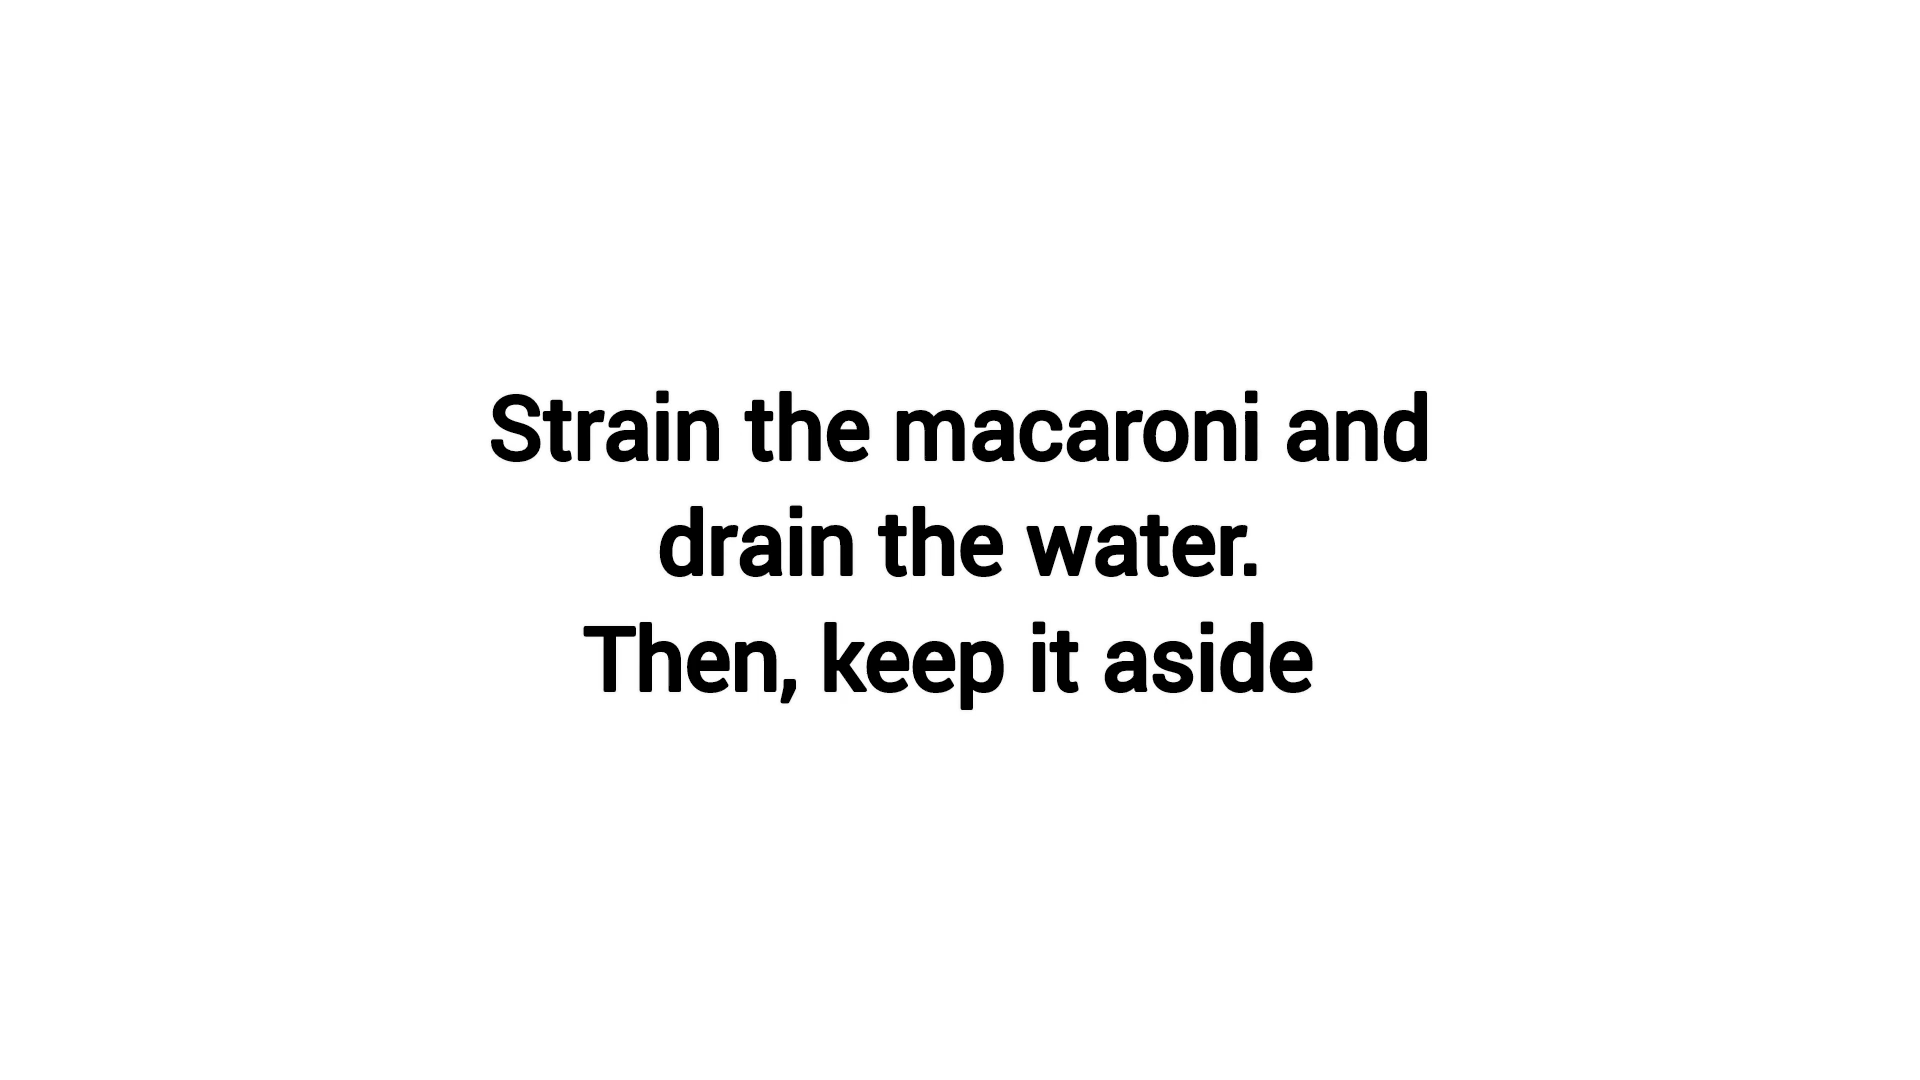 Strain the macaroni and
drain the water.
Then, keep it aside